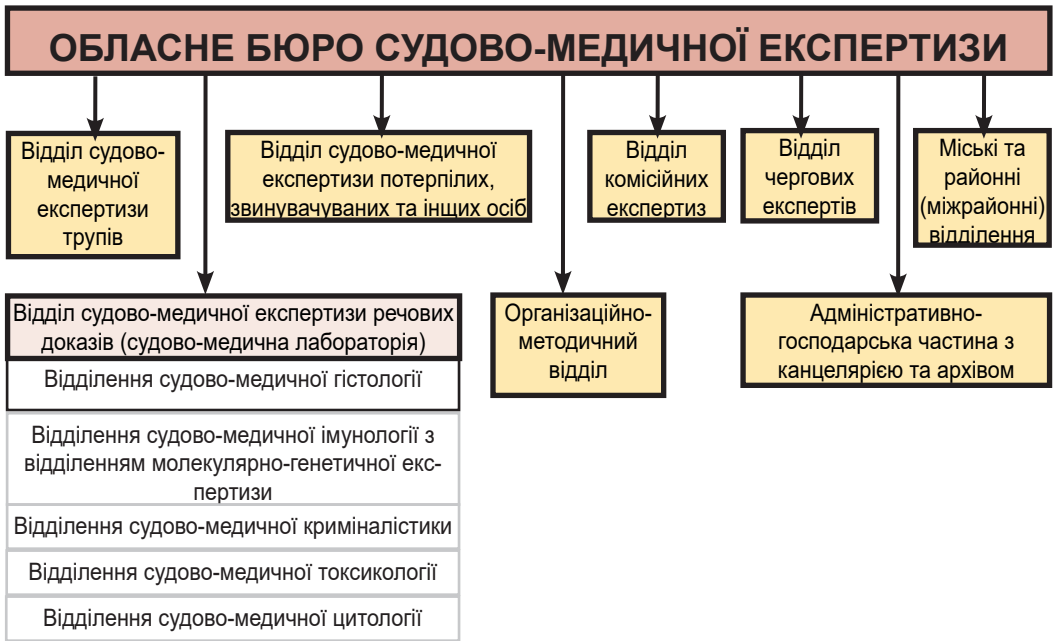 ОБЛАСНЕ БЮРО СУДОВО-МЕДИЧНОЇ ЕКСПЕРТИЗИ
Відділ судово-
медичної
експертизи
трупів
Відділ судово-медичної
експертизи потерпілих,
звинувачуваних та інщих осіб
Відділ
комісійних
експертиз
Відділ
чергових
експертів
Міські та
районні
(міжрайонні)
відділення
Відділ судово-медичної експертизи речових
доказів (судово-медична лабораторія)
Відділення судово-медичної гістології
Відділення судово-медичної імунології з
відділенням молекулярно-генетичної екс-
пертизи
Відділення судово-медичної криміналістики
Відділення судово-медичної токсикології
Відділення судово-медичної цитології
Організаційно-
методичний
відділ
Адміністративно-
господарська частина з
канцелярією та архівом